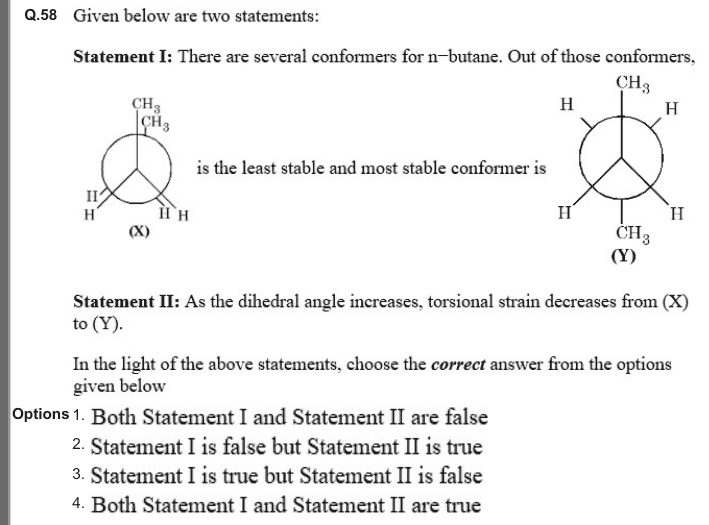 Q.58 Given below are two statements:
Statement I: There are several conformers for n−butane. Out of those conformers,
CH3
CH3
H H
CH3
is the least stable and most stable conformer is
H
H
H H
H H
CH3
(X)
(Y)
Statement II: As the dihedral angle increases, torsional strain decreases from (X)
to (Y).
In the light of the above statements, choose the correct answer from the options
given below
Options 1. Both Statement I and Statement II are false
2. Statement I is false but Statement II is true
3. Statement I is true but Statement II is false
4. Both Statement I and Statement II are true